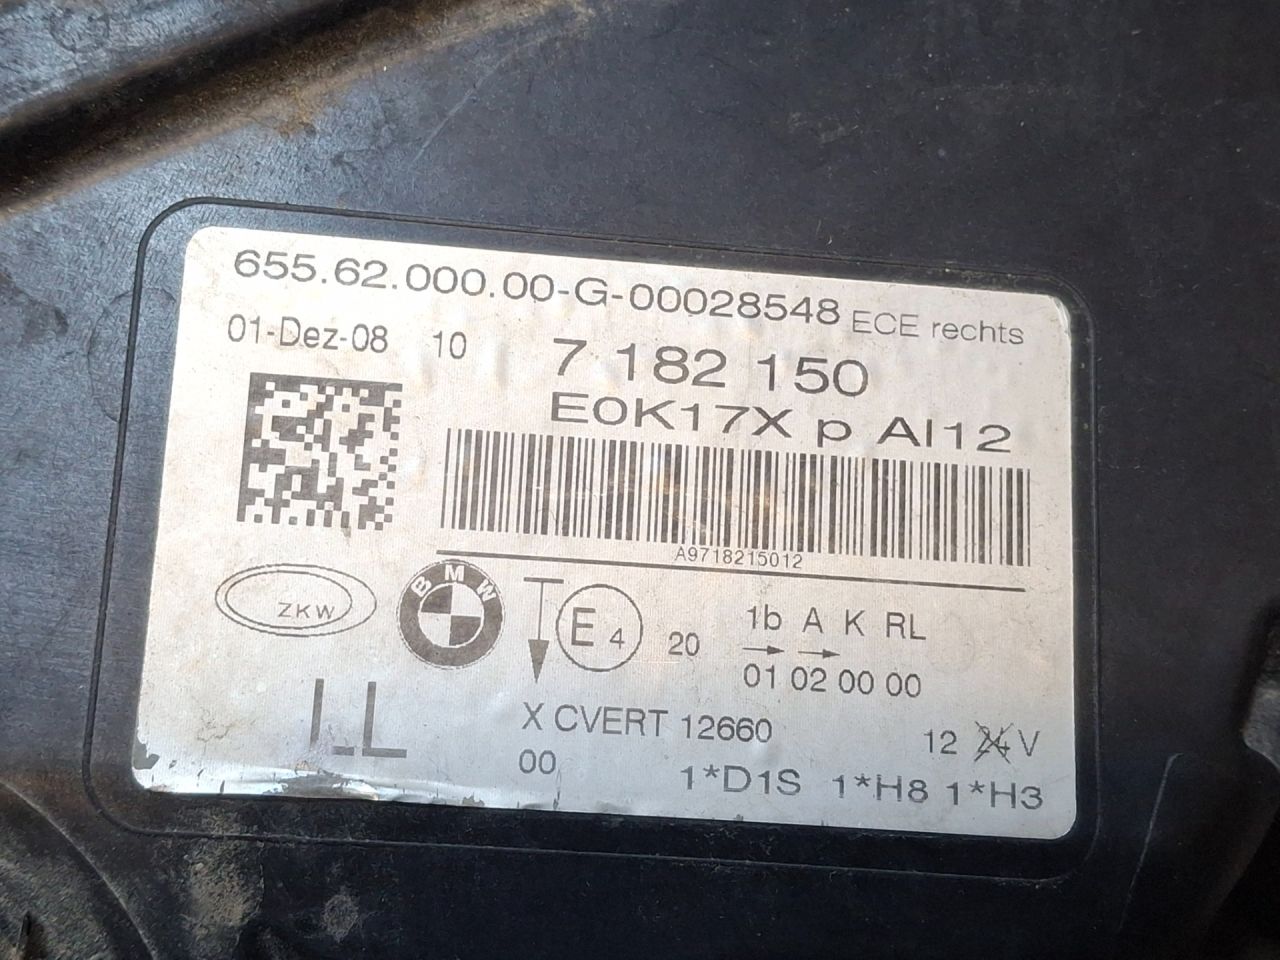 655.62.000.00-G-00028548 ECE rechts
01-Dez-08 10 7 182 150
E0K17X p AI12
A9718215012
ZKW BMW E 4 20 1b A K RL
01 02 00 00
LL X CVERT 12660 12 24 V
00 1*D1S 1*H8 1*H3